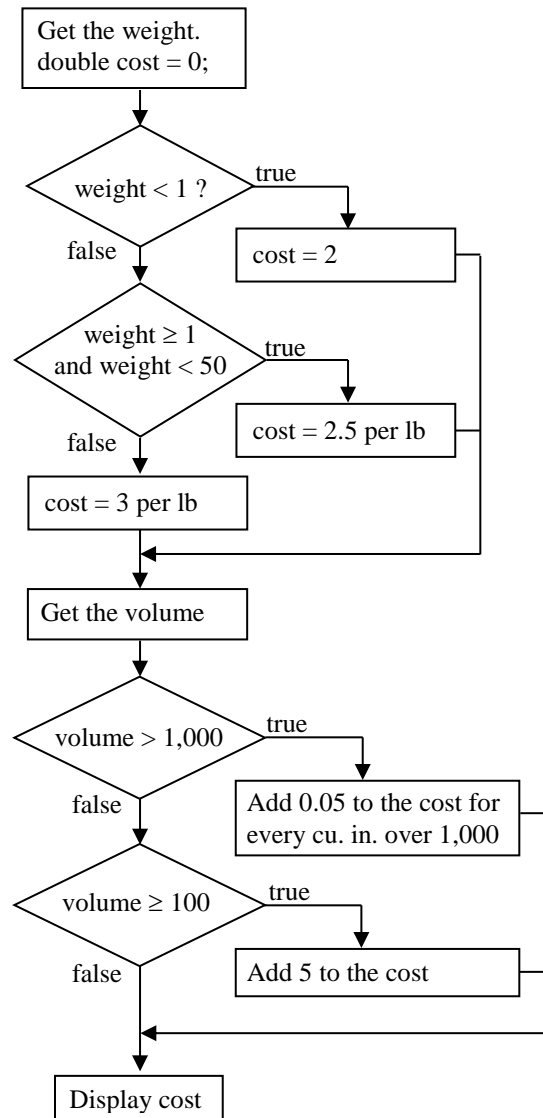 Get the weight.
double cost = 0;
weight < 1 ?
true
false
cost = 2
weight ≥ 1
and weight < 50
true
false
cost = 2.5 per lb
cost = 3 per lb
Get the volume
volume > 1,000
true
false
Add 0.05 to the cost for
every cu. in. over 1,000
volume ≥ 100
true
false
Add 5 to the cost
Display cost